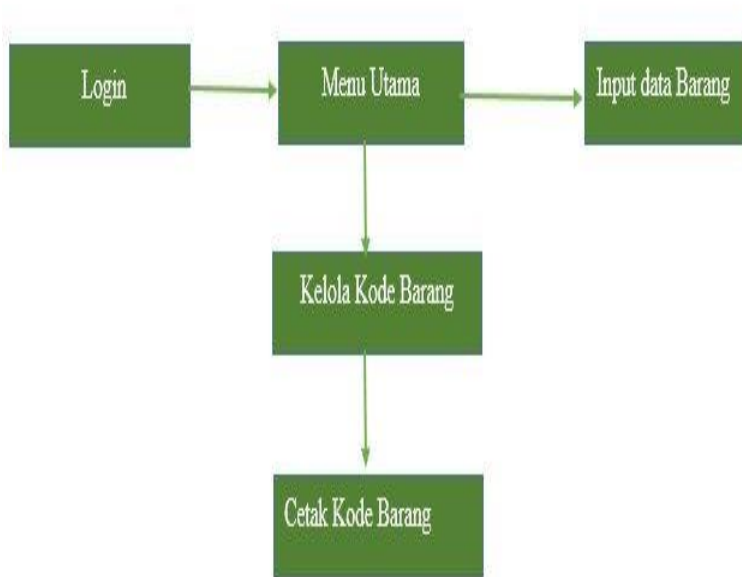 Login
Menu Utama
Input data Barang
Kelola Kode Barang
Cetak Kode Barang